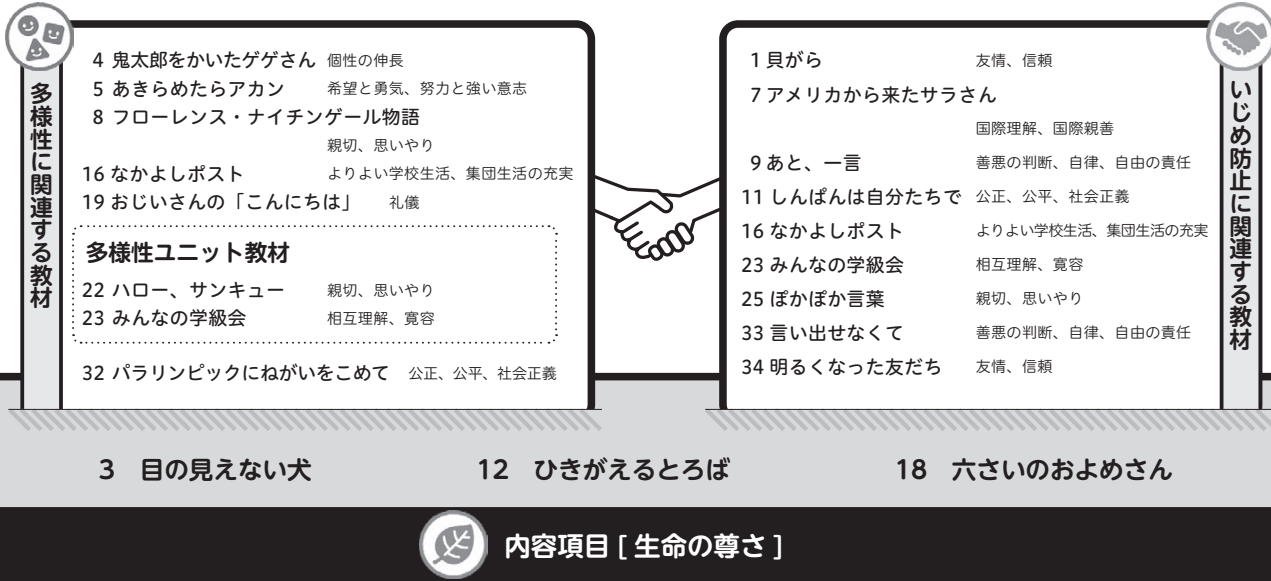 多様性に関連する教材
4 鬼太郎をかいたゲゲさん 個性の伸長
5 あきらめたらアカン 希望と勇気、努力と強い意志
8 フローレンス・ナイチンゲール物語
親切、思いやり
16 なかよしポスト よりよい学校生活、集団生活の充実
19 おじいさんの「こんにちは」 礼儀
多様性ユニット教材
22 ハロー、サンキュー 親切、思いやり
23 みんなの学級会 相互理解、寛容
32 パラリンピックにねがいをこめて 公正、公平、社会正義
いじめ防止に関連する教材
1 貝がら 友情、信頼
7 アメリカから来たサラさん
国際理解、国際親善
9 あと、一言 善悪の判断、自律、自由の責任
11 しんぱんは自分たちで 公正、公平、社会正義
16 なかよしポスト よりよい学校生活、集団生活の充実
23 みんなの学級会 相互理解、寛容
25 ぽかぽか言葉 親切、思いやり
33 言い出せなくて 善悪の判断、自律、自由の責任
34 明るくなった友だち 友情、信頼
3 目の見えない犬 12 ひきがえるとろば 18 六さいのおよめさん
内容項目 [ 生命の尊さ ]